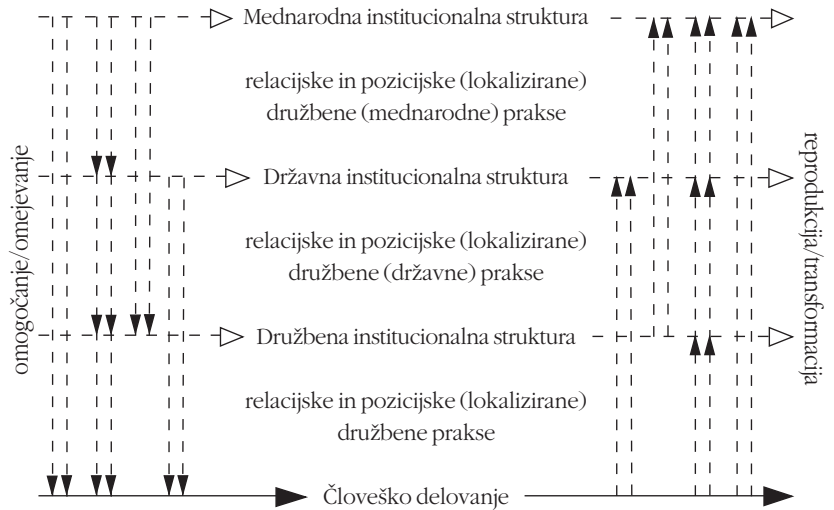 Mednarodna institucionalna struktura
relacijske in pozicijske (lokalizirane)
družbene (mednarodne) prakse
omogočanje/omejevanje
Državna institucionalna struktura
reprodukcija/transformacija
relacijske in pozicijske (lokalizirane)
družbene (državne) prakse
Družbena institucionalna struktura
relacijske in pozicijske (lokalizirane)
družbene prakse
Človeško delovanje